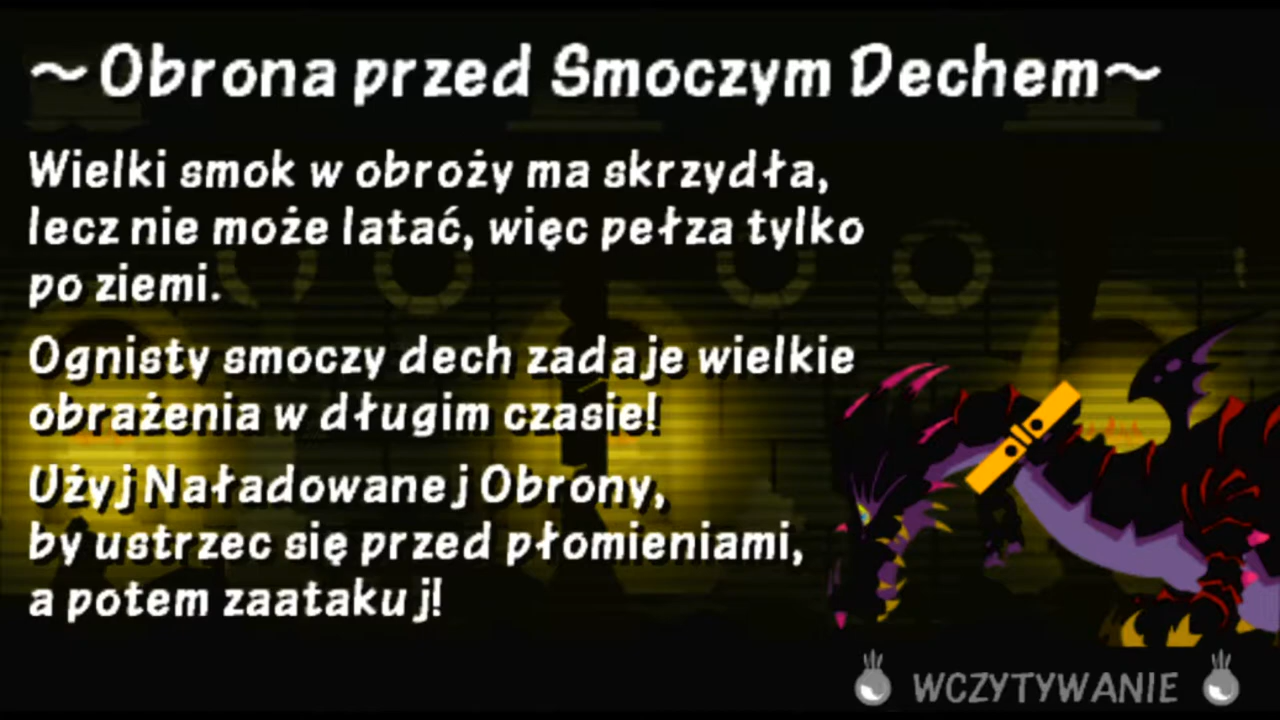 ～Obrona przed Smoczym Dechem～
Wielki smok w obroży ma skrzydła,
lecz nie może latać, więc pełza tylko
po ziemi.
Ognisty smoczy dech zadaje wielkie
obrażenia w długim czasie!
Użyj Naładowanej Obrony,
by ustrzec się przed płomieniami,
a potem zaatakuj!
WCZYTYWANIE